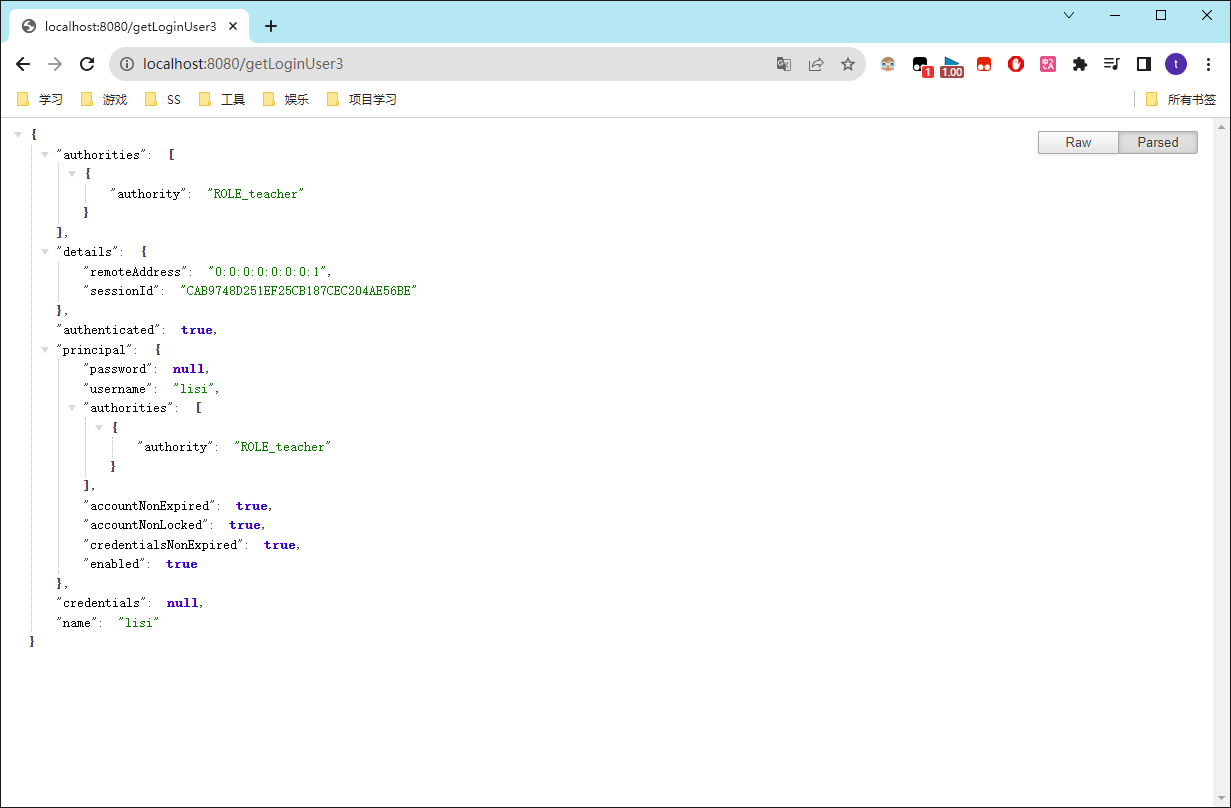 localhost:8080/getLoginUser3
localhost:8080/getLoginUser3
1
1.00
t
学习
游戏
SS
工具
娱乐
项目学习
所有书签
Raw
Parsed
{
"authorities": [
{
"authority": "ROLE_teacher"
}
],
"details": {
"remoteAddress": "0:0:0:0:0:0:0:1",
"sessionId": "CAB9748D251EF25CB187CEC204AE56BE"
},
"authenticated": true,
"principal": {
"password": null,
"username": "lisi",
"authorities": [
{
"authority": "ROLE_teacher"
}
],
"accountNonExpired": true,
"accountNonLocked": true,
"credentialsNonExpired": true,
"enabled": true
},
"credentials": null,
"name": "lisi"
}